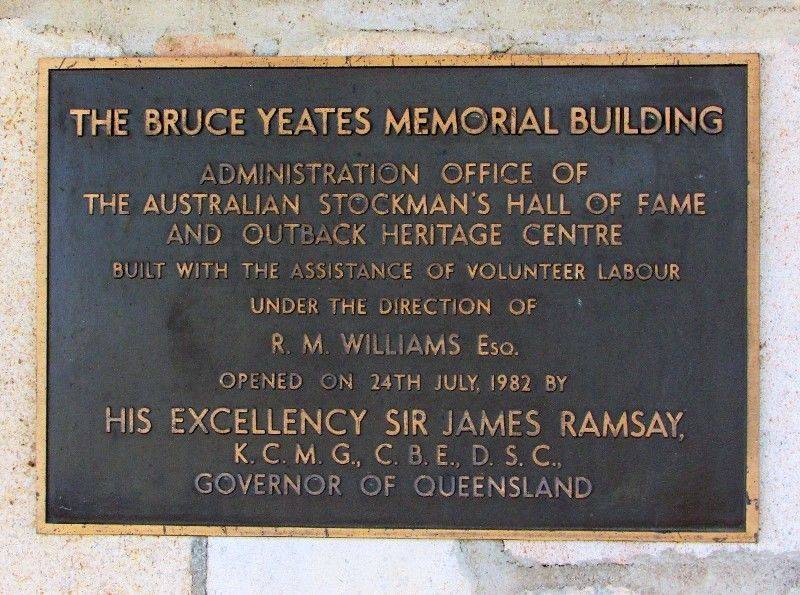 THE BRUCE YEATES MEMORIAL BUILDING
ADMINISTRATION OFFICE OF
THE AUSTRALIAN STOCKMAN'S HALL OF FAME
AND OUTBACK HERITAGE CENTRE
BUILT WITH THE ASSISTANCE OF VOLUNTEER LABOUR
UNDER THE DIRECTION OF
R. M. WILLIAMS ESQ.
OPENED ON 24TH JULY, 1982 BY
HIS EXCELLENCY SIR JAMES RAMSAY,
K. C. M. G., C. B. E., D. S. C.,
GOVERNOR OF QUEENSLAND